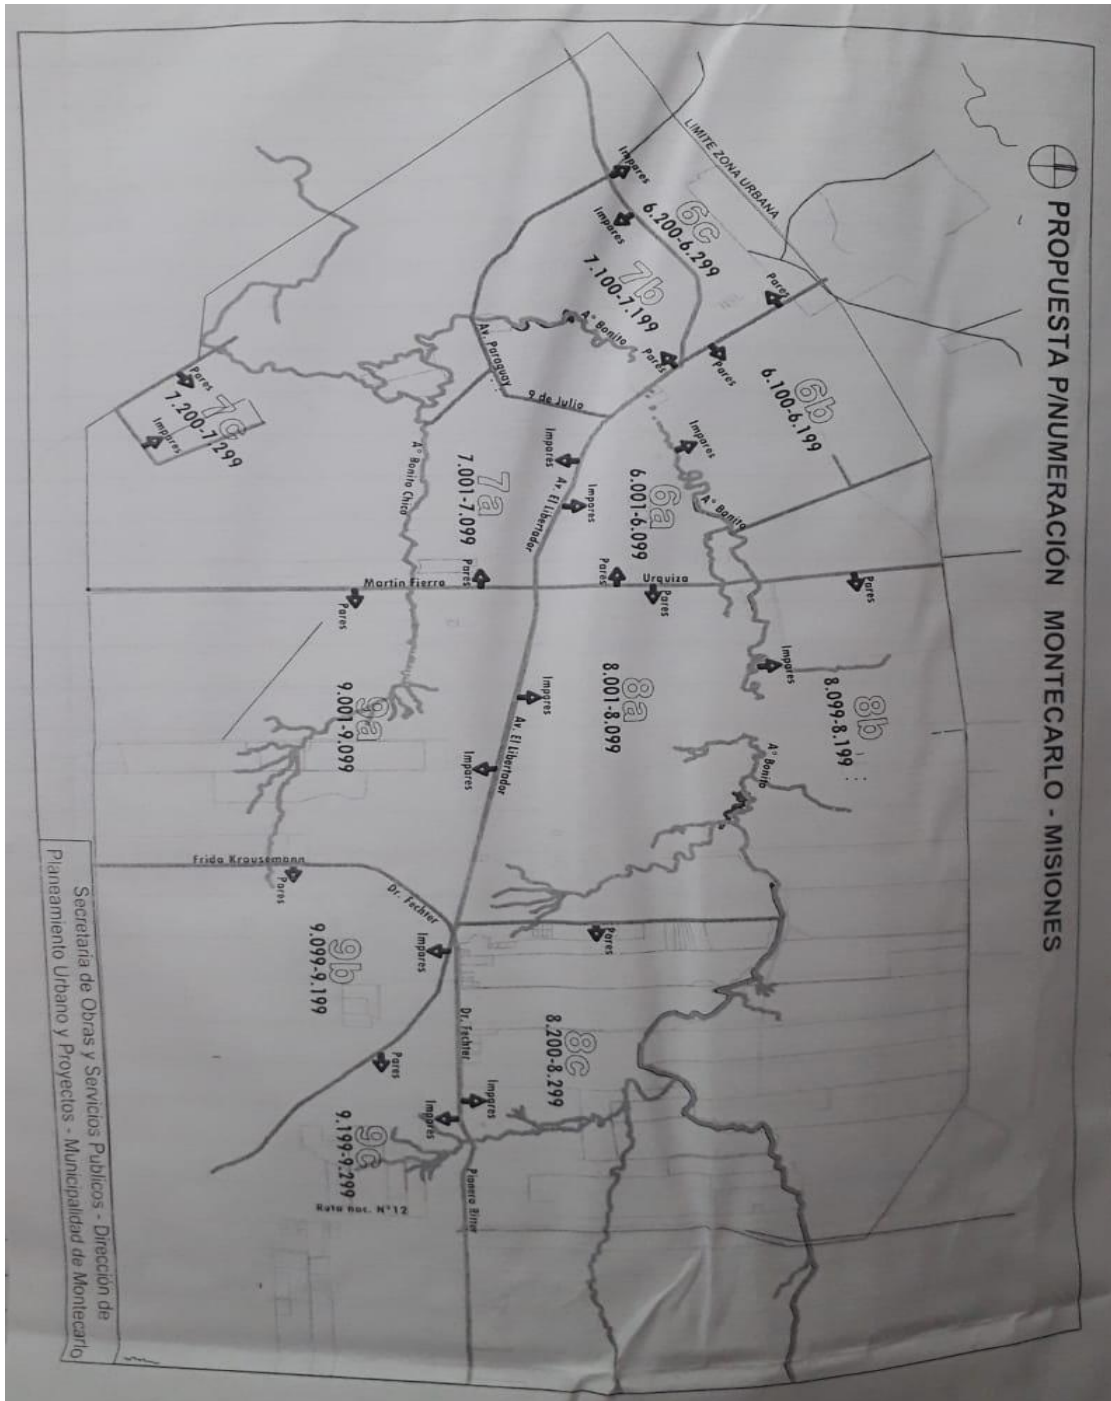 PROPUESTA P/NUMERACIÓN MONTECARLO - MISIONES
LIMITE ZONA URBANA
6c
6.200-6.299
Impares
Impares
7b
7.100-7.199
A° Bonito
Pares
Pares
Pares
6b
6.100-6.199
Av. Paraguay
9 de Julio
Pares
7c
7.200-7.299
Impares
A° Bonito Chico
7a
7.001-7.099
Impares
Av. El Libertador
Impares
6a
6.001-6.099
Impares
A° Bonito
Martin Fierro
Pares
Pares
Pares
Urquiza
Pares
Pares
Impares
8b
8.099-8.199
8a
8.001-8.099
Impares
Av. El Libertador
Impares
9a
9.001-9.099
A° Bonito
Frida Krausemann
Pares
Dr. Fechter
Pares
Impares
9b
9.099-9.199
Dr. Fechter
8c
8.200-8.299
Pares
Impares
Impares
9c
9.199-9.299
Ruta nac. N°12
Pionero Bitter
Secretaria de Obras y Servicios Publicos - Dirección de
Planeamiento Urbano y Proyectos - Municipalidad de Montecarlo